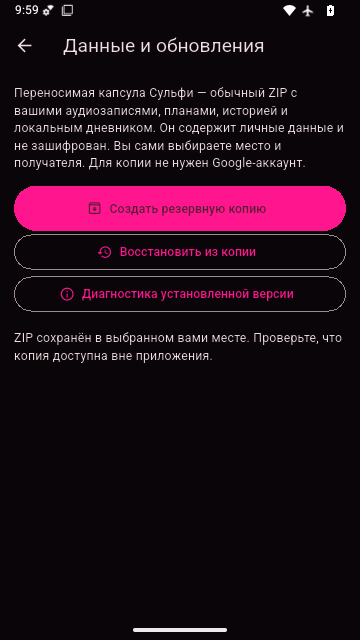 9:59
Данные и обновления
Переносимая капсула Сульфи — обычный ZIP с
вашими аудиозаписями, планами, историей и
локальным дневником. Он содержит личные данные и
не зашифрован. Вы сами выбираете место и
получателя. Для копии не нужен Google-аккаунт.
Создать резервную копию
Восстановить из копии
Диагностика установленной версии
ZIP сохранён в выбранном вами месте. Проверьте, что
копия доступна вне приложения.